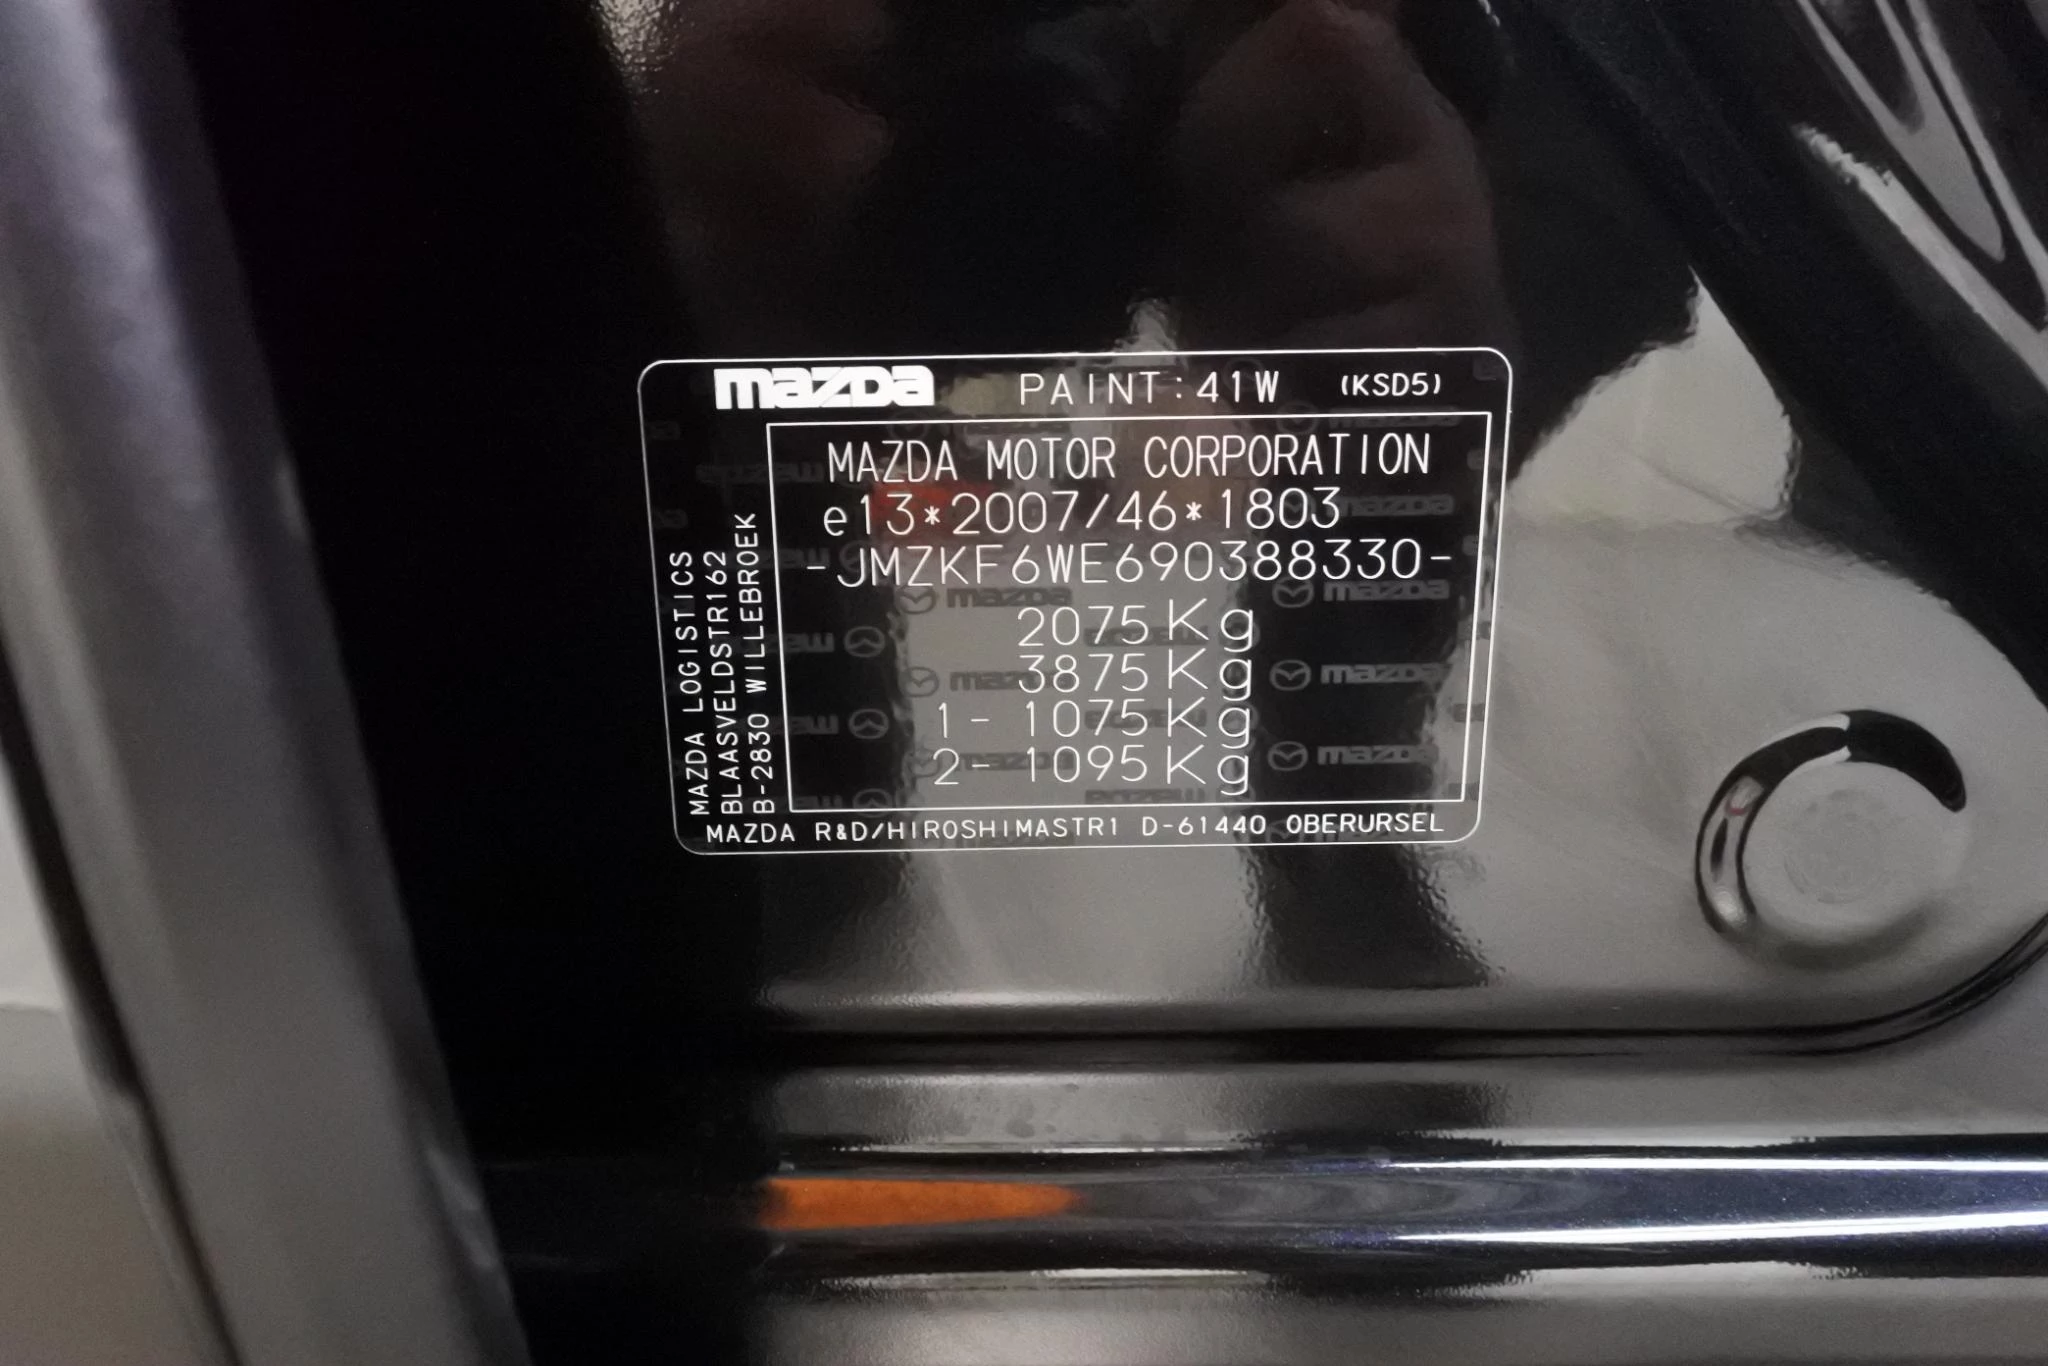 mazda PAINT:41W (KSD5)
MAZDA MOTOR CORPORATION
e13*2007/46*1803
-JMZKF6WE690388330-
2075Kg
3875Kg
1- 1075Kg
2- 1095Kg
MAZDA LOGISTICS
BLAASVELDSTR162
B-2830 WILLEBROEK
MAZDA R&D/HIROSHIMASTR1 D-61440 OBERURSEL